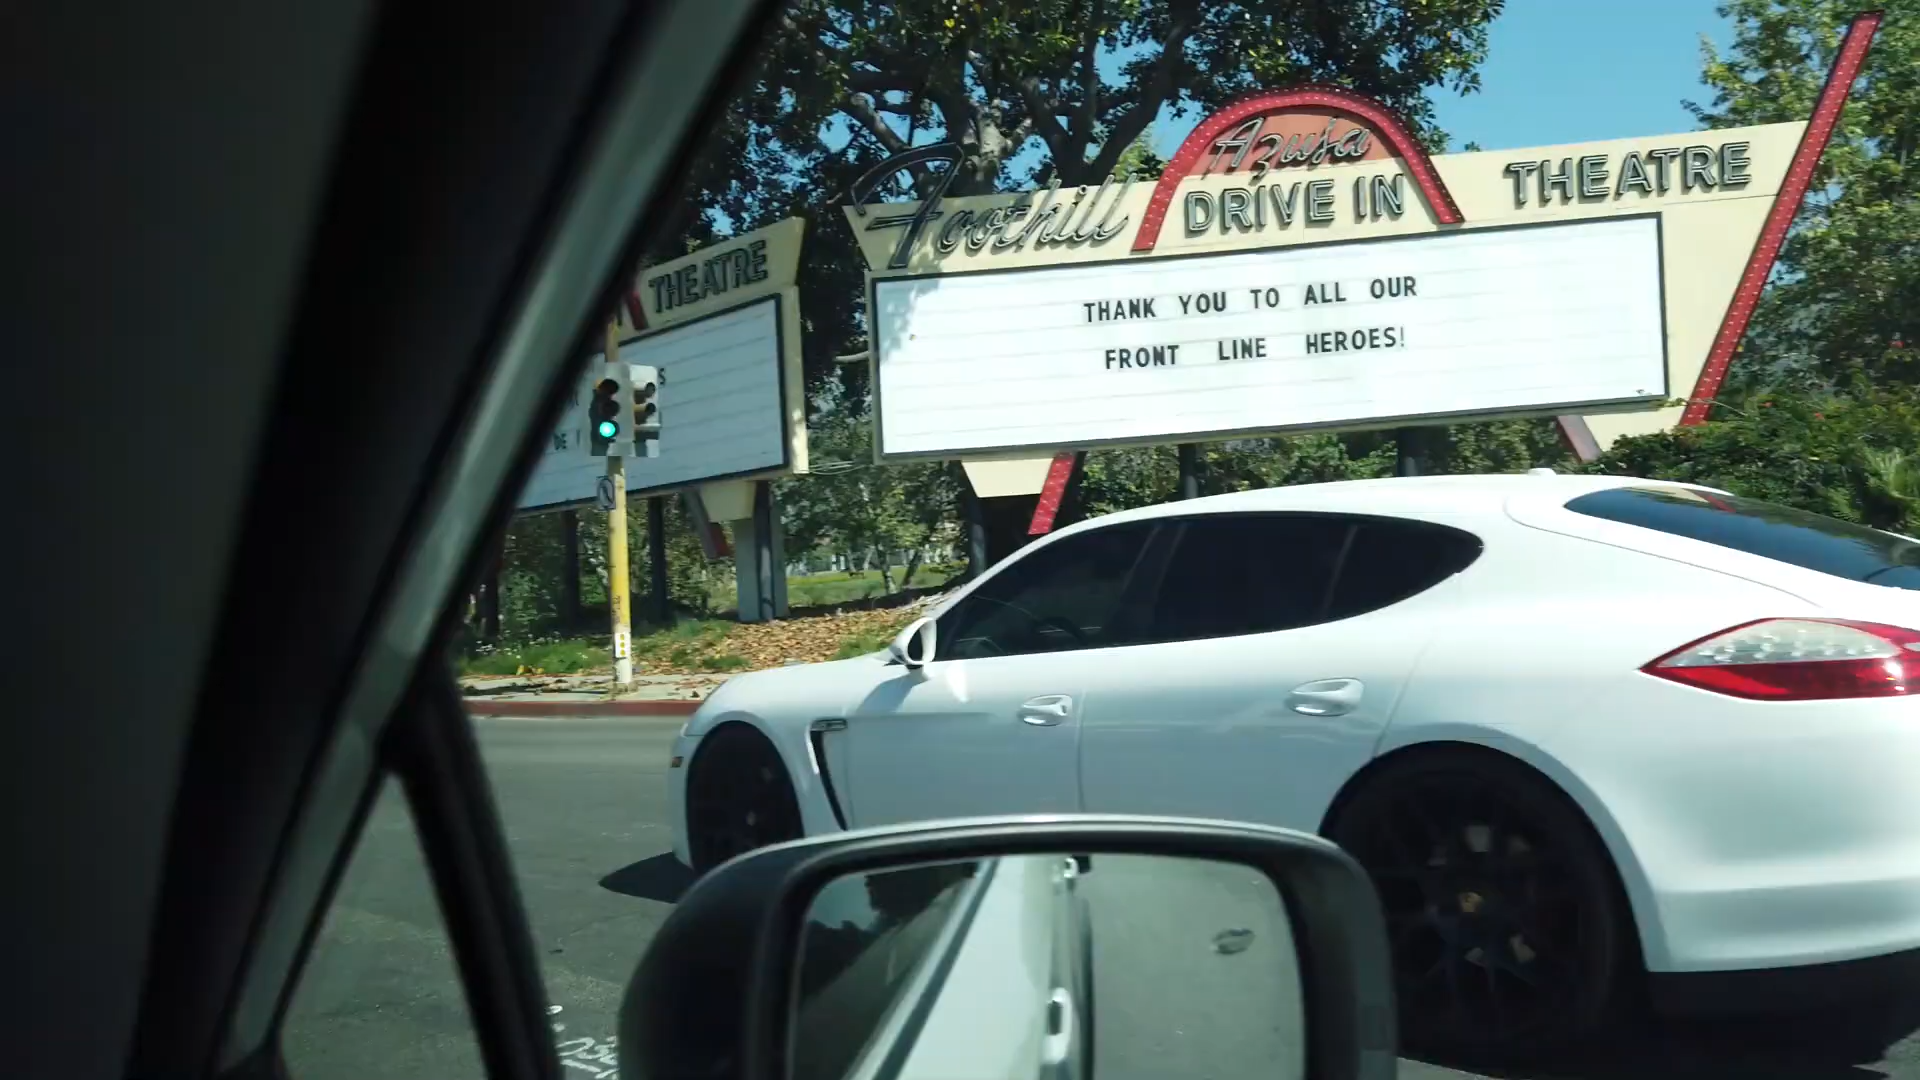 Azusa
Foothill DRIVE IN THEATRE
THANK YOU TO ALL OUR
FRONT LINE HEROES!
THEATRE